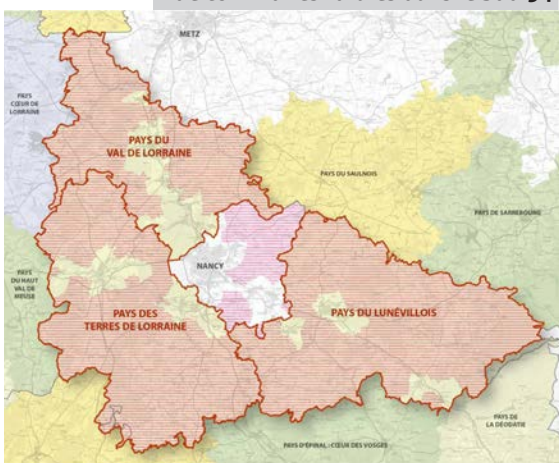 METZ
PAYS
CŒUR DE
LORRAINE
PAYS DU
VAL DE LORRAINE
PAYS DU SAULNOIS
PAYS DE SARREBOURG
NANCY
PAYS
DU HAUT
VAL DE
MEUSE
PAYS DES
TERRES DE LORRAINE
PAYS DU LUNÉVILLOIS
PAYS DE
LA DÉODATIE
PAYS D'ÉPINAL : CŒUR DES VOSGES